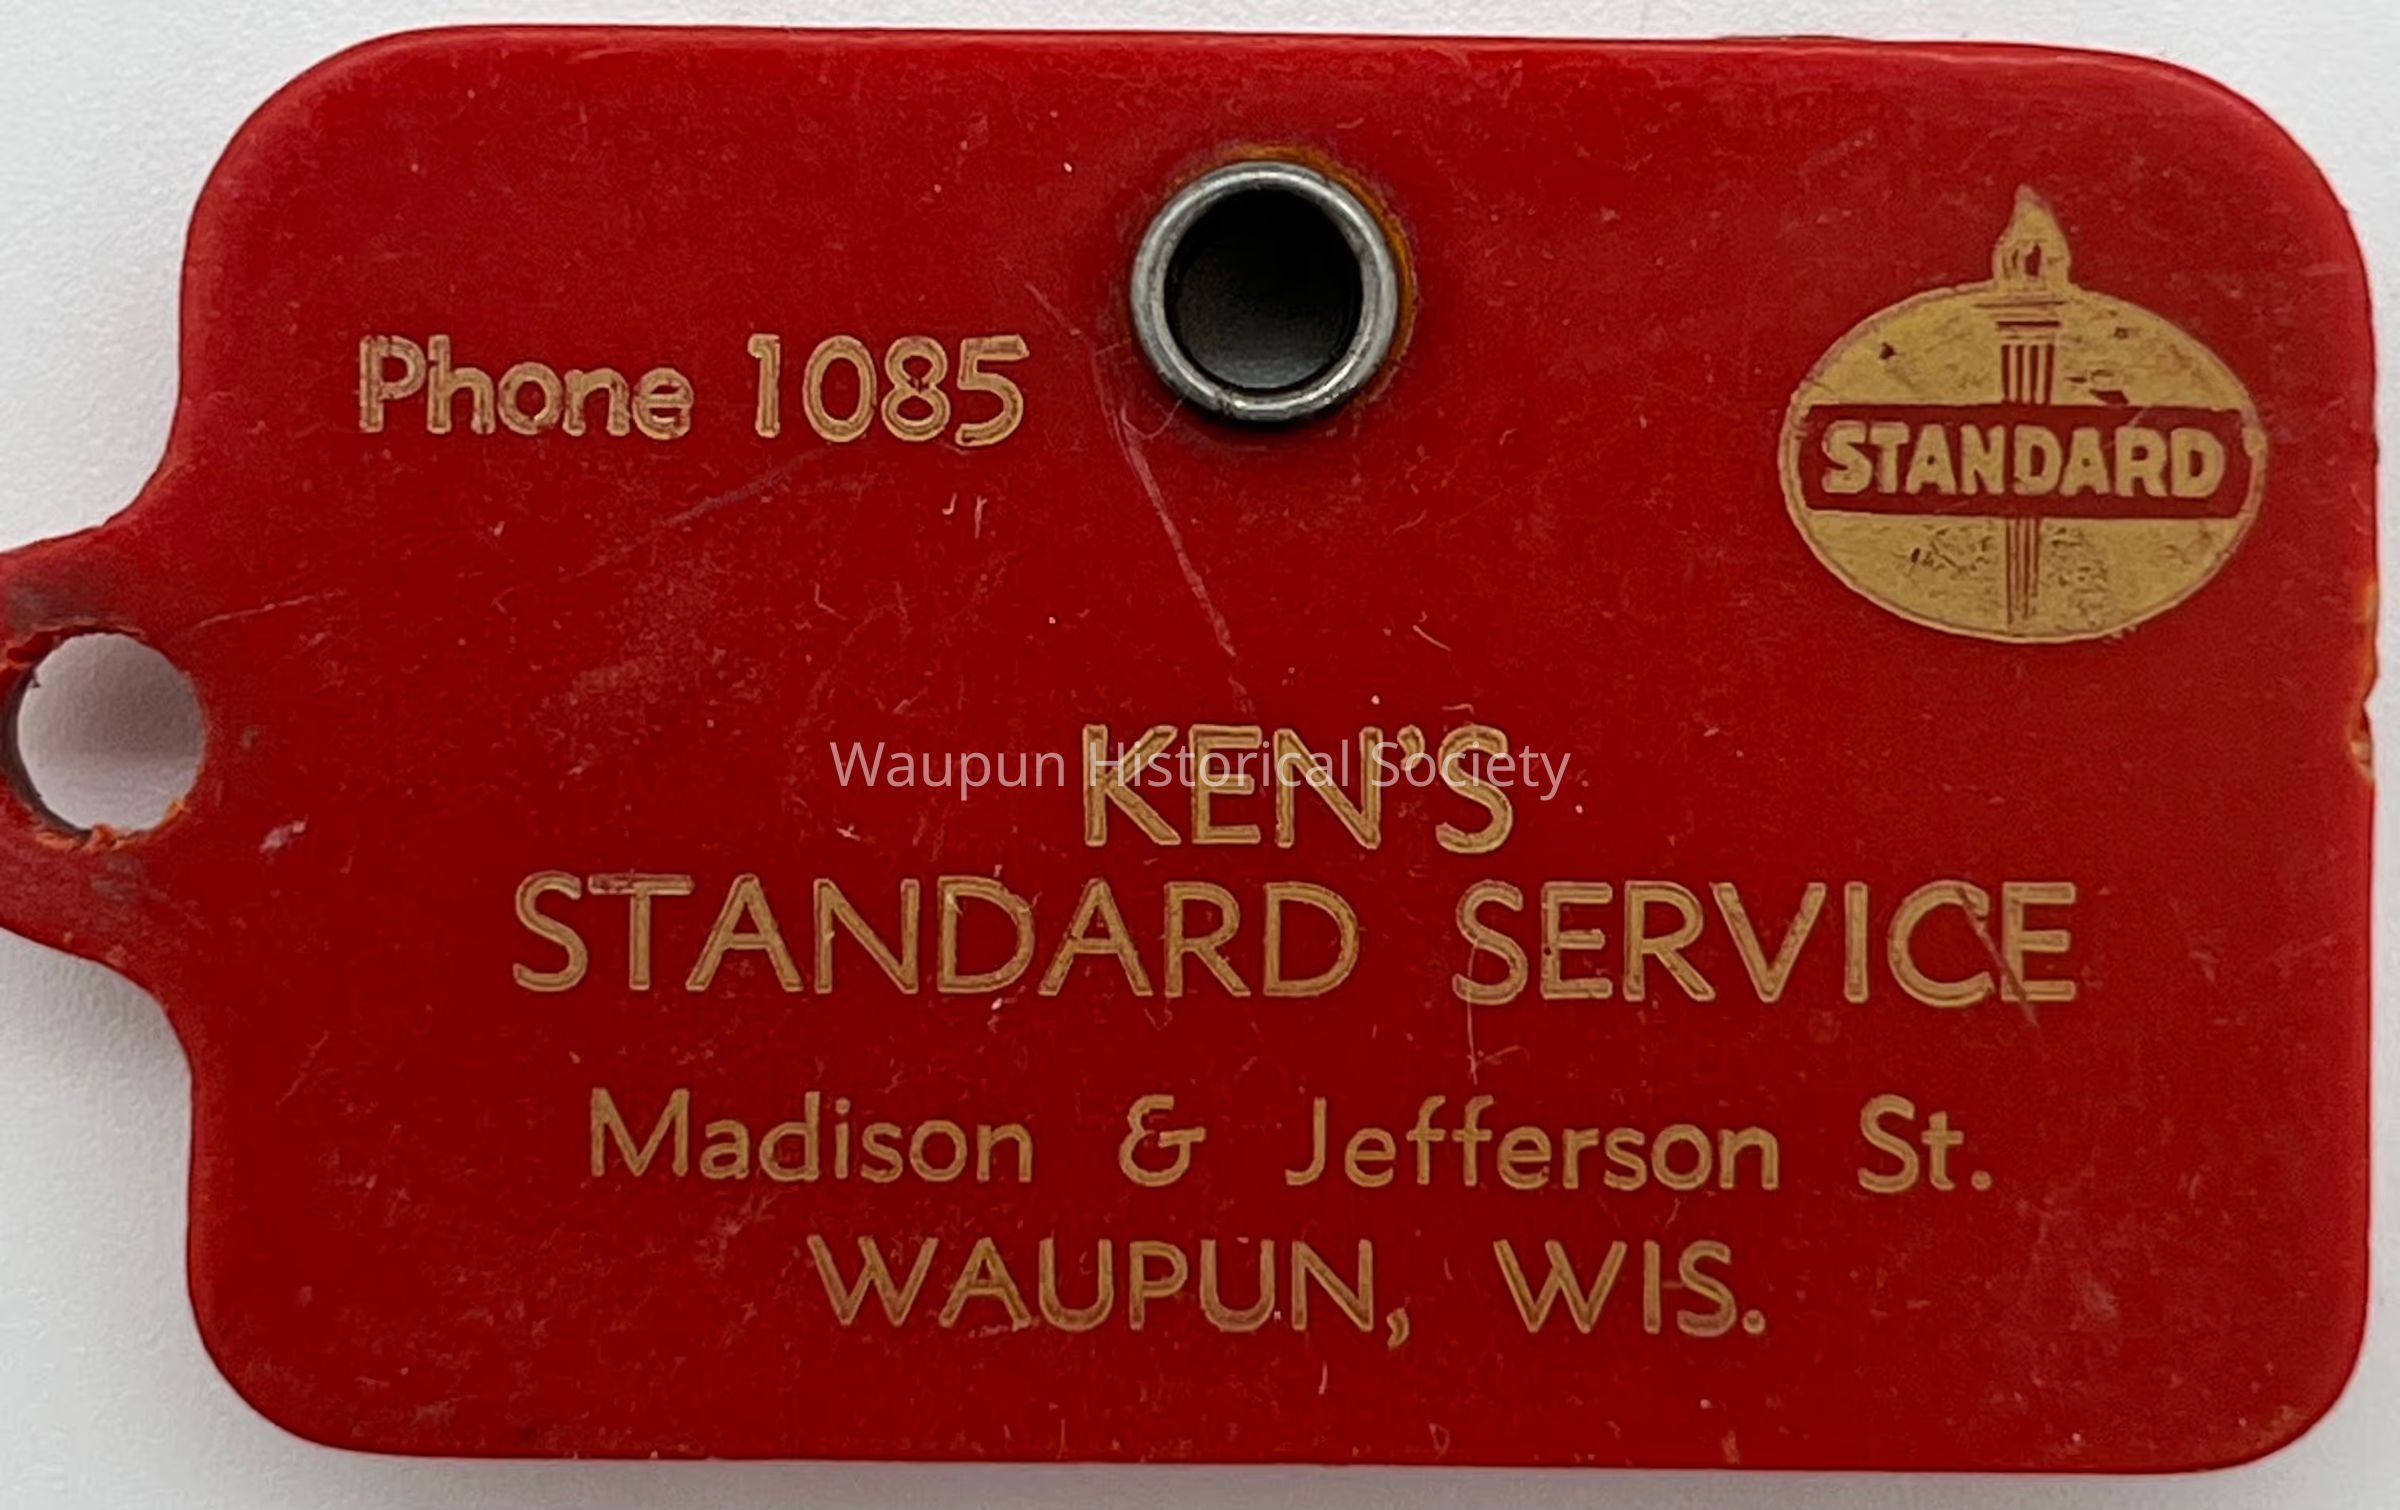 Phone 1085
STANDARD
KEN'S
Waupun Historical Society
STANDARD SERVICE
Madison & Jefferson St.
WAUPUN, WIS.